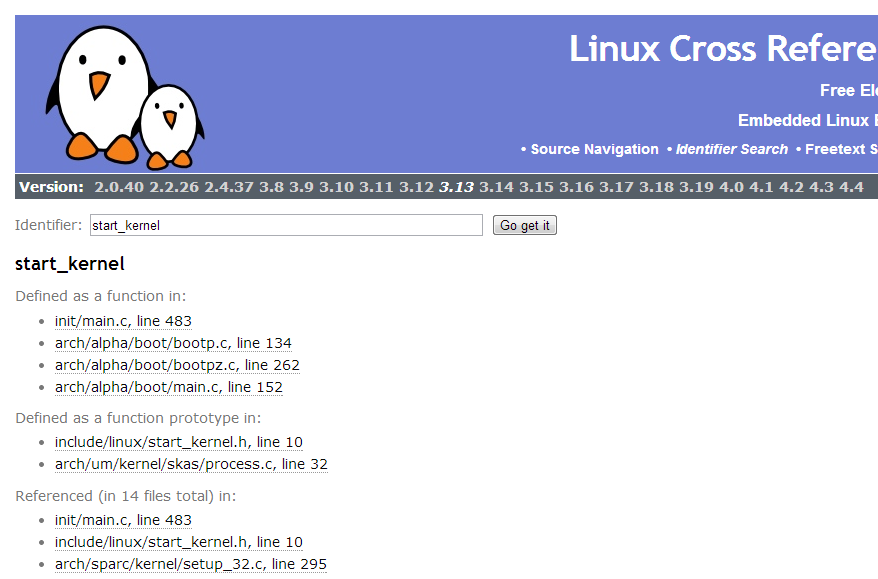 Linux Cross Refere
Free Ele
Embedded Linux E
• Source Navigation • Identifier Search • Freetext S
Version: 2.0.40 2.2.26 2.4.37 3.8 3.9 3.10 3.11 3.12 3.13 3.14 3.15 3.16 3.17 3.18 3.19 4.0 4.1 4.2 4.3 4.4
Identifier: start_kernel Go get it
start_kernel
Defined as a function in:
• init/main.c, line 483
• arch/alpha/boot/bootp.c, line 134
• arch/alpha/boot/bootpz.c, line 262
• arch/alpha/boot/main.c, line 152
Defined as a function prototype in:
• include/linux/start_kernel.h, line 10
• arch/um/kernel/skas/process.c, line 32
Referenced (in 14 files total) in:
• init/main.c, line 483
• include/linux/start_kernel.h, line 10
• arch/sparc/kernel/setup_32.c, line 295